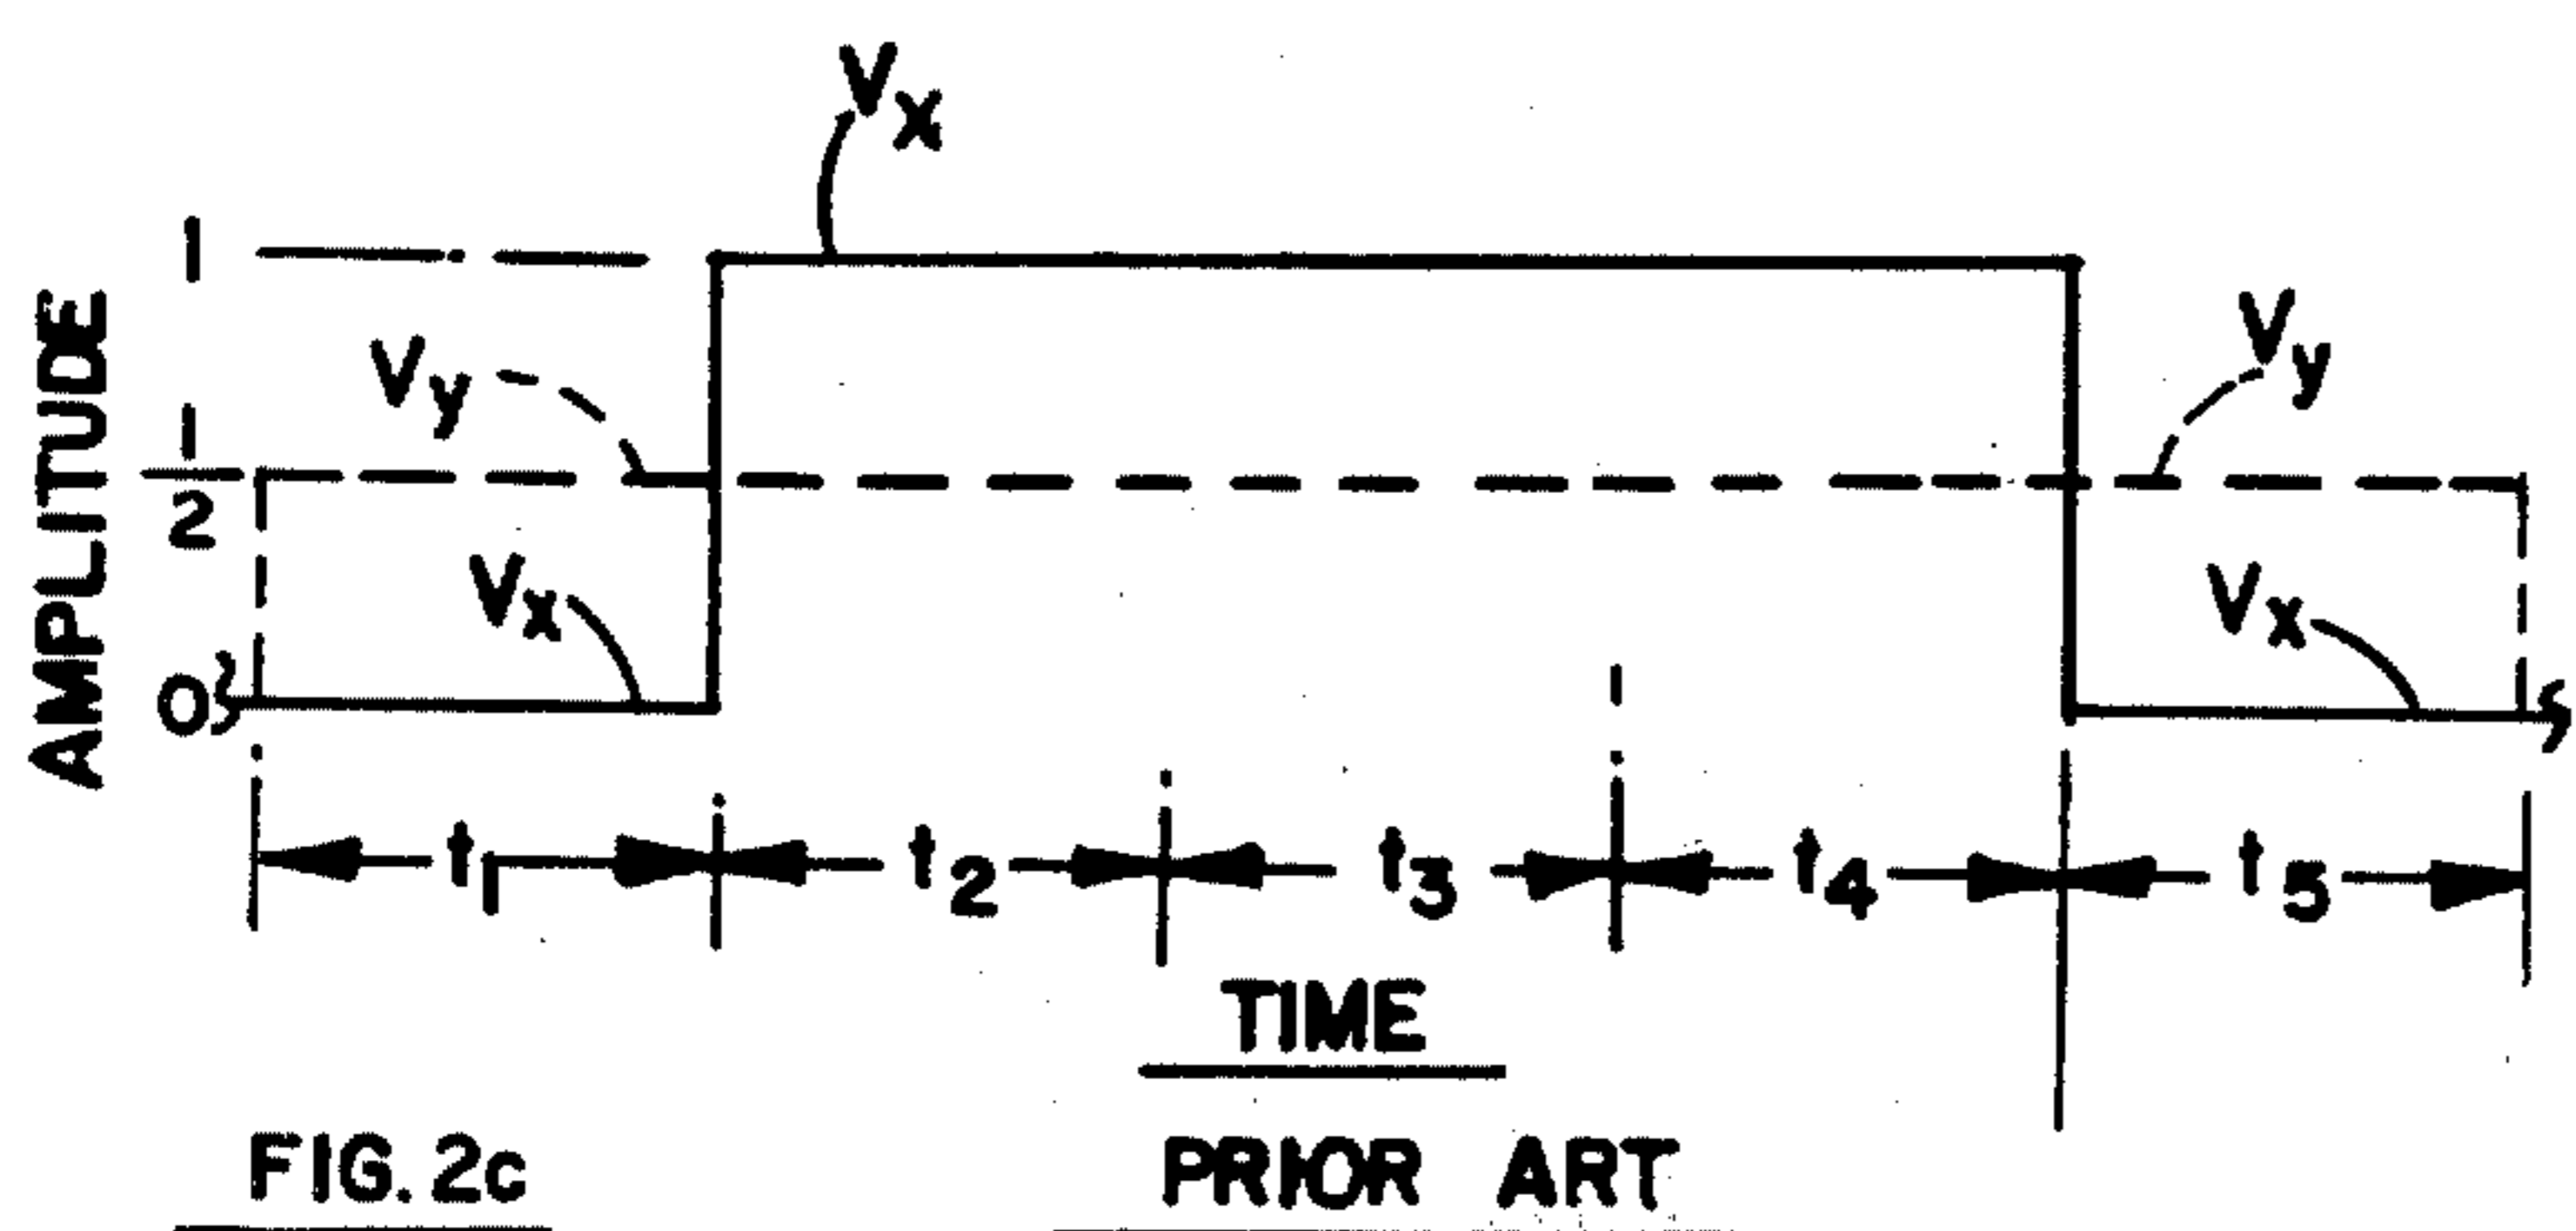 Vx
1
AMPLITUDE
Vy
Vy
1/2
Vx
Vx
0
t1 t2 t3 t4 t5
TIME
FIG. 2c
PRIOR ART